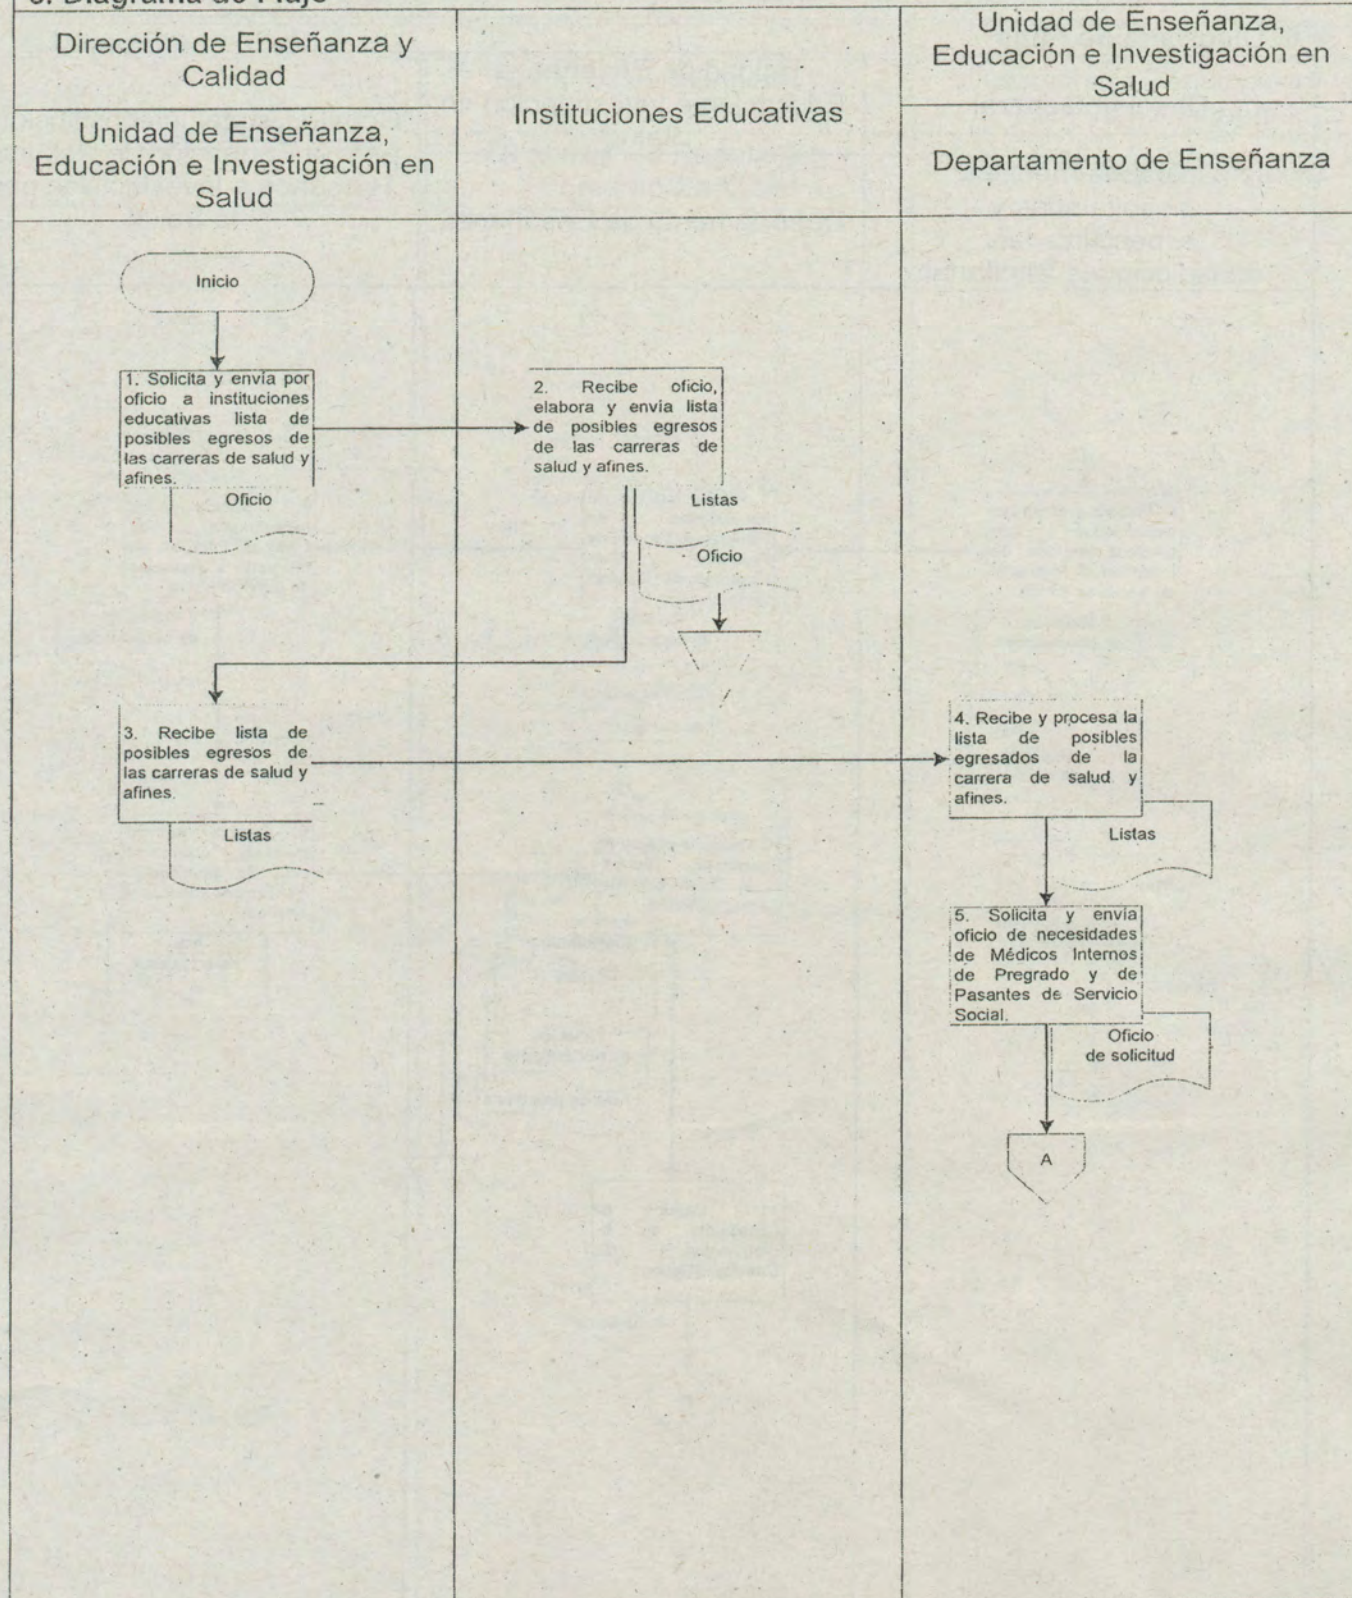 Dirección de Enseñanza y
Calidad
Unidad de Enseñanza,
Educación e Investigación en
Salud
Instituciones Educativas
Unidad de Enseñanza,
Educación e Investigación en
Salud
Departamento de Enseñanza
Inicio
1. Solicita y envía por
oficio a instituciones
educativas lista de
posibles egresos de
las carreras de salud y
afines.
Oficio
2. Recibe oficio,
elabora y envía lista
de posibles egresos
de las carreras de
salud y afines.
Listas
Oficio
3. Recibe lista de
posibles egresos de
las carreras de salud y
afines.
Listas
4. Recibe y procesa la
lista de posibles
egresados de la
carrera de salud y
afines.
Listas
5. Solicita y envía
oficio de necesidades
de Médicos Internos
de Pregrado y de
Pasantes de Servicio
Social.
Oficio
de solicitud
A